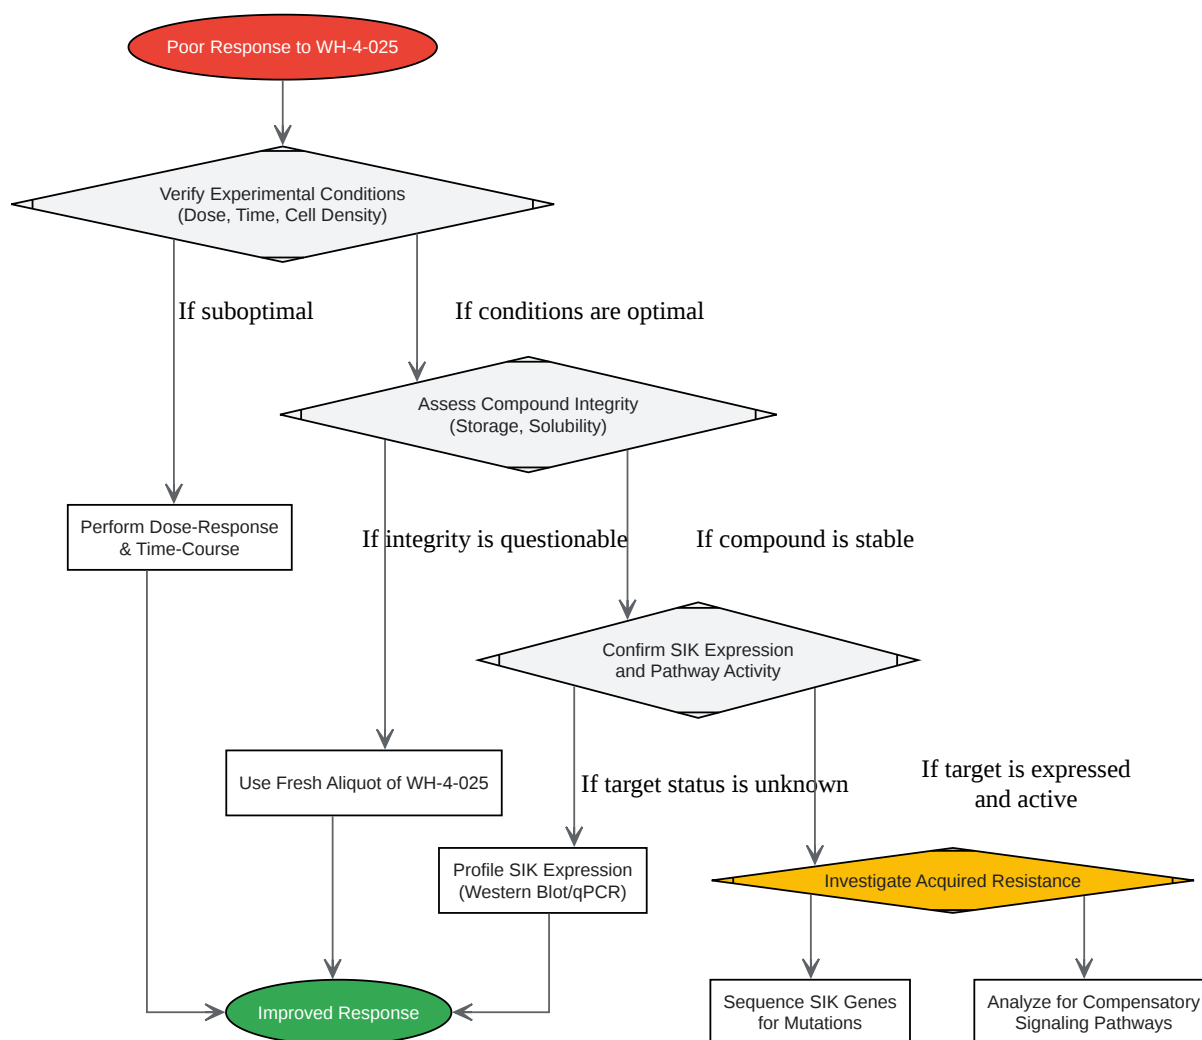 Poor Response to WH-4-025
Verify Experimental Conditions
(Dose, Time, Cell Density)
If suboptimal
If conditions are optimal
Assess Compound Integrity
(Storage, Solubility)
Perform Dose-Response
& Time-Course
If integrity is questionable
If compound is stable
Confirm SIK Expression
and Pathway Activity
Use Fresh Aliquot of WH-4-025
If target status is unknown
If target is expressed
and active
Profile SIK Expression
(Western Blot/qPCR)
Investigate Acquired Resistance
Improved Response
Sequence SIK Genes
for Mutations
Analyze for Compensatory
Signaling Pathways